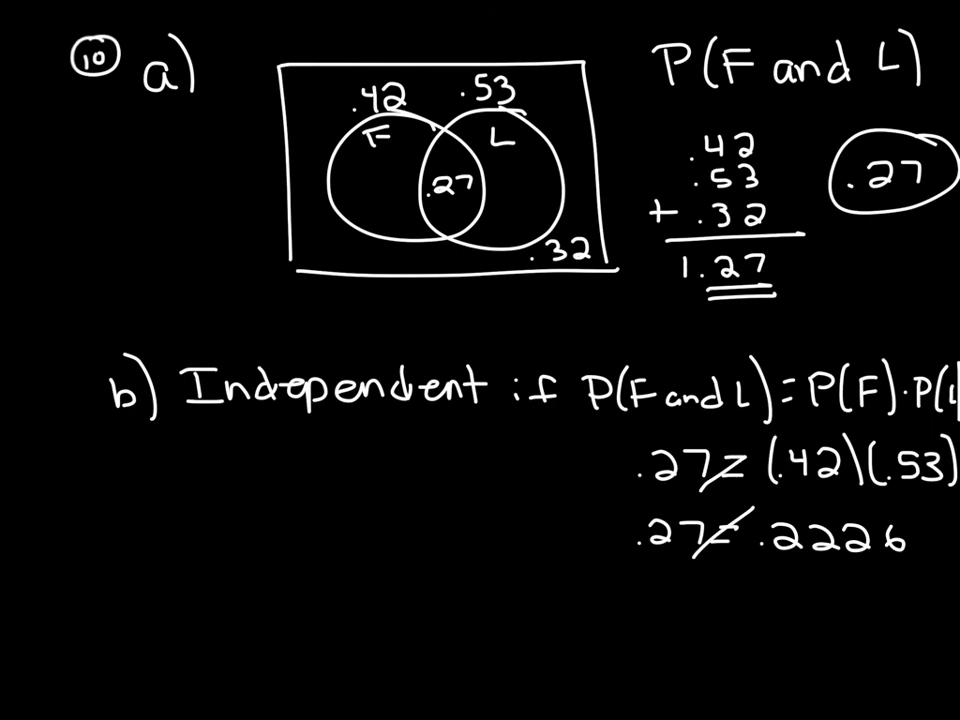 10 a)
.42 .53
F L
.27
.32
P(F and L)
.42
.53
+ .32
1.27
.27
b) Independent if P(F and L) = P(F) · P(L
.27 ≠ (.42)(.53)
.27 ≠ .2226